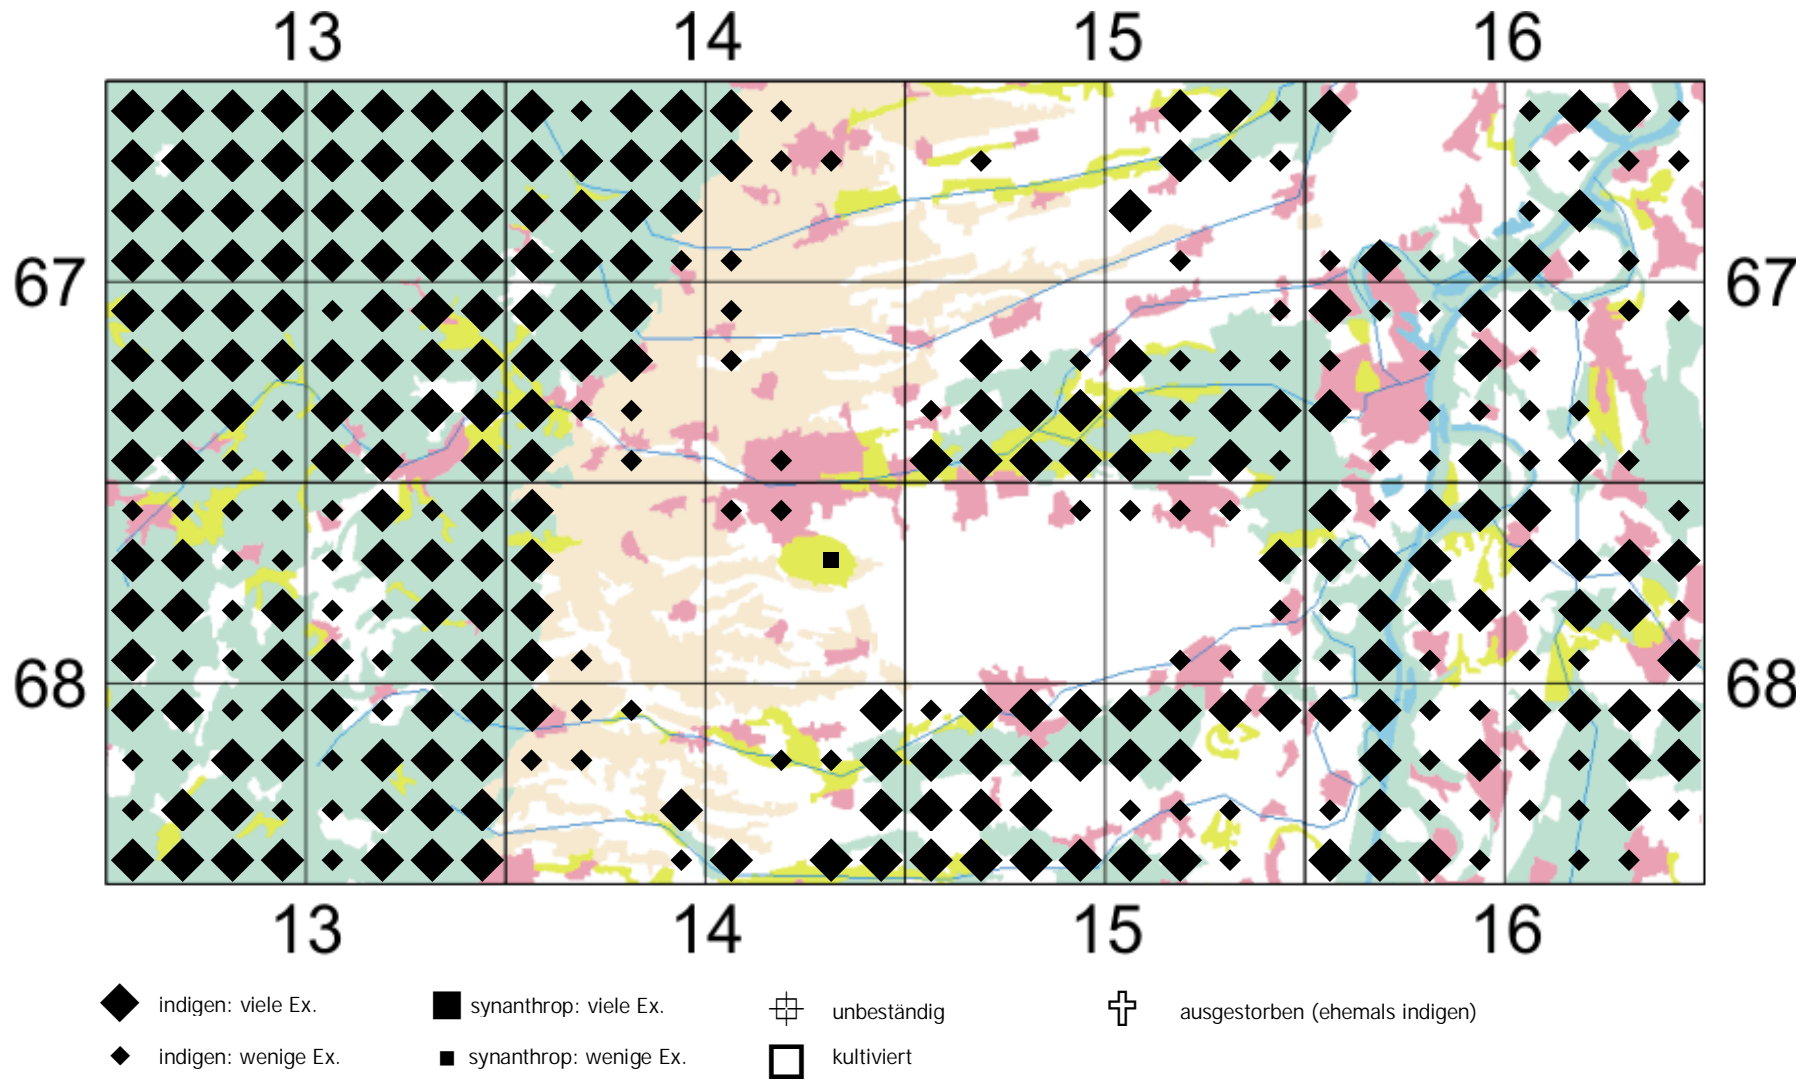 13 14 15 16
67 67
68 68
13 14 15 16
indigen: viele Ex. synanthrop: viele Ex. unbeständig ausgestorben (ehemals indigen)
indigen: wenige Ex. synanthrop: wenige Ex. kultiviert